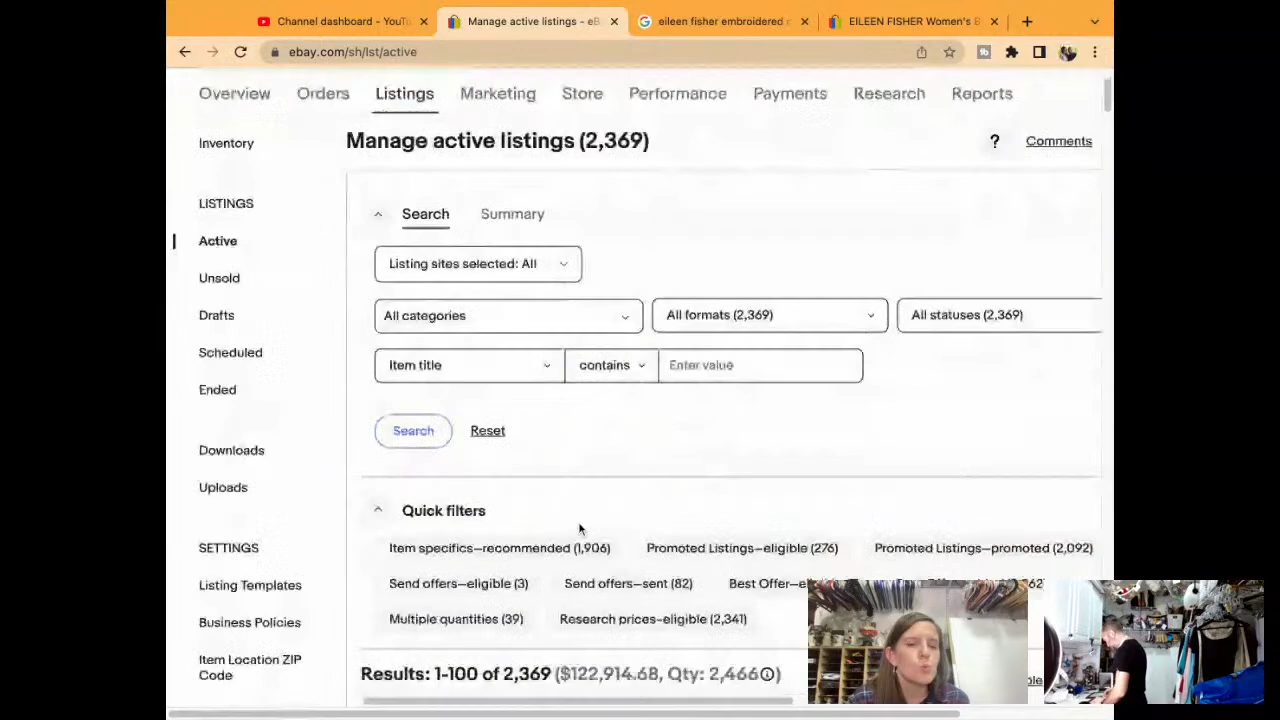 Channel dashboard - YouTu
Manage active listings - eB
eileen fisher embroidered
EILEEN FISHER Women's
ebay.com/sh/lst/active
Overview Orders Listings Marketing Store Performance Payments Research Reports
Inventory
Manage active listings (2,369)
? Comments
LISTINGS
Search Summary
Active
Listing sites selected: All
Unsold
Drafts
All categories All formats (2,369) All statuses (2,369)
Scheduled
Item title contains Enter value
Ended
Search Reset
Downloads
Uploads
Quick filters
SETTINGS
Item specifics–recommended (1,906) Promoted Listings–eligible (276) Promoted Listings–promoted (2,092)
Listing Templates
Send offers–eligible (3) Send offers–sent (82)
Business Policies
Multiple quantities (39) Research prices–eligible (2,341)
Item Location ZIP
Code
Results: 1-100 of 2,369 ($122,914.68, Qty: 2,466)